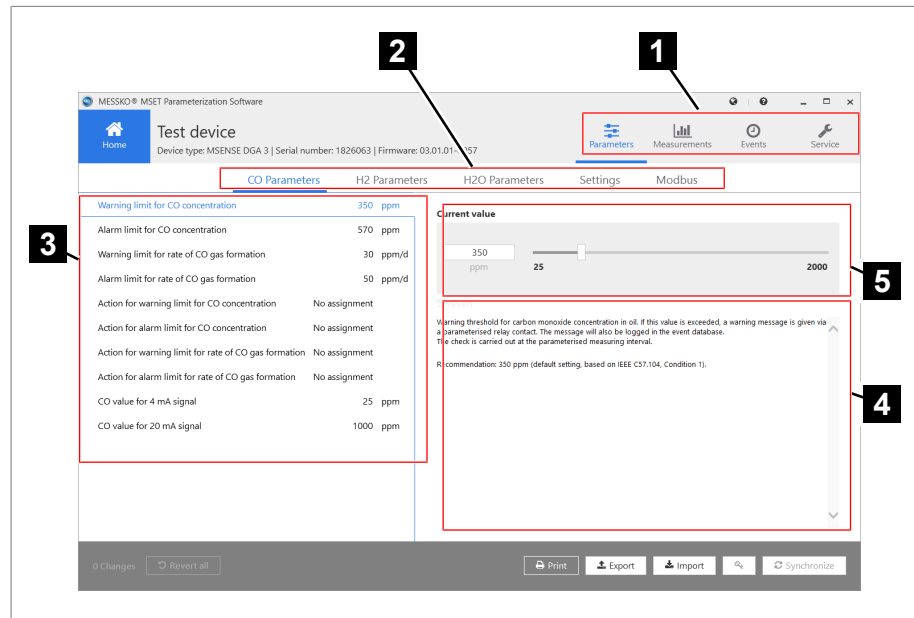 2
1
MESSKO® MSET Parameterization Software
Home
Test device
Device type: MSENSE DGA 3 | Serial number: 1826063 | Firmware: 03.01.01-
Parameters
Measurements
Events
Service
CO Parameters
H2 Parameters
H2O Parameters
Settings
Modbus
3
Warning limit for CO concentration 350 ppm
Alarm limit for CO concentration 570 ppm
Warning limit for rate of CO gas formation 30 ppm/d
Alarm limit for rate of CO gas formation 50 ppm/d
Action for warning limit for CO concentration No assignment
Action for alarm limit for CO concentration No assignment
Action for warning limit for rate of CO gas formation No assignment
Action for alarm limit for rate of CO gas formation No assignment
CO value for 4 mA signal 25 ppm
CO value for 20 mA signal 1000 ppm
Current value
350
ppm
25
2000
5
Warning threshold for carbon monoxide concentration in oil. If this value is exceeded, a warning message is given via
a parameterised relay contact. The message will also be logged in the event database.
The check is carried out at the parameterised measuring interval.
Recommendation: 350 ppm (default setting, based on IEEE C57.104, Condition 1).
4
0 Changes
Revert all
Print
Export
Import
Synchronize